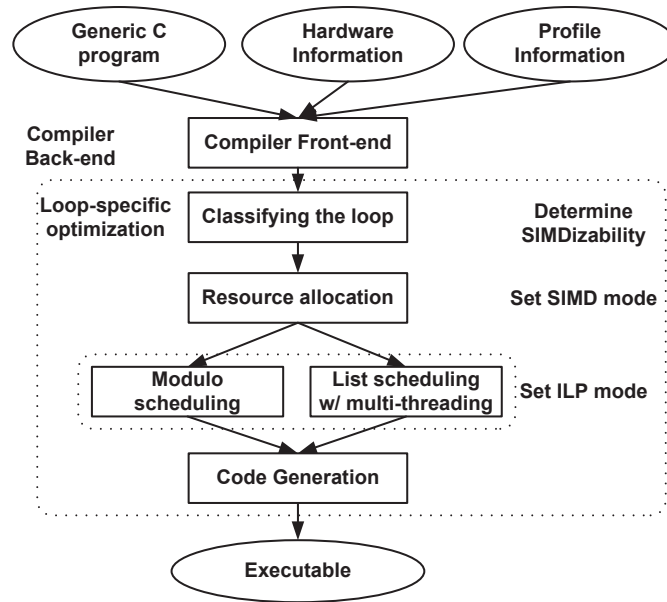 Generic C
program
Hardware
Information
Profile
Information
Compiler
Back-end
Compiler Front-end
Loop-specific
optimization
Classifying the loop
Determine
SIMDizability
Resource allocation
Set SIMD mode
Modulo
scheduling
List scheduling
w/ multi-threading
Set ILP mode
Code Generation
Executable